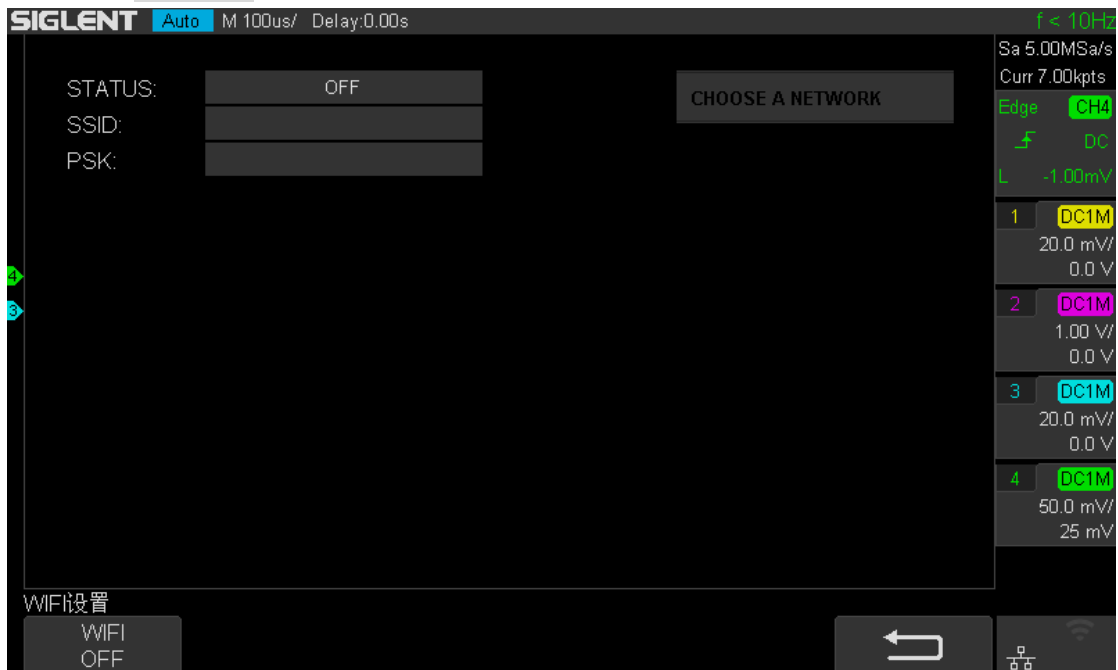 SIGLENT Auto M 100us/ Delay:0.00s f < 10Hz
Sa 5.00MSa/s
Curr 7.00kpts
STATUS: OFF
CHOOSE A NETWORK
SSID:
PSK:
Edge CH4
DC
L -1.00mV
1 DC1M
20.0 mV/
0.0 V
2 DC1M
1.00 V/
0.0 V
3 DC1M
20.0 mV/
0.0 V
4 DC1M
50.0 mV/
25 mV
4
3
WIFI设置
WIFI
OFF